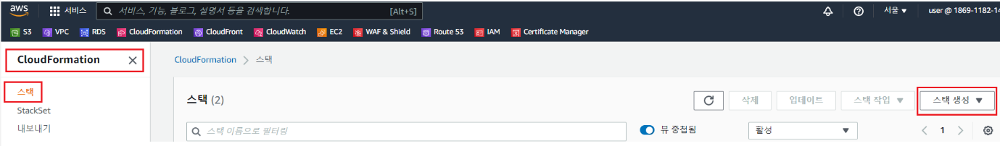 aws 서비스 서비스, 기능, 블로그, 설명서 등을 검색합니다. [Alt+S] 서울 user @ 1869-1182-14
S3 VPC RDS CloudFormation CloudFront CloudWatch EC2 WAF & Shield Route 53 IAM Certificate Manager
CloudFormation
CloudFormation 스택
스택
StackSet
내보내기
스택 (2) 삭제 업데이트 스택 작업 스택 생성
스택 이름으로 필터링 뷰 중첩됨 활성 1